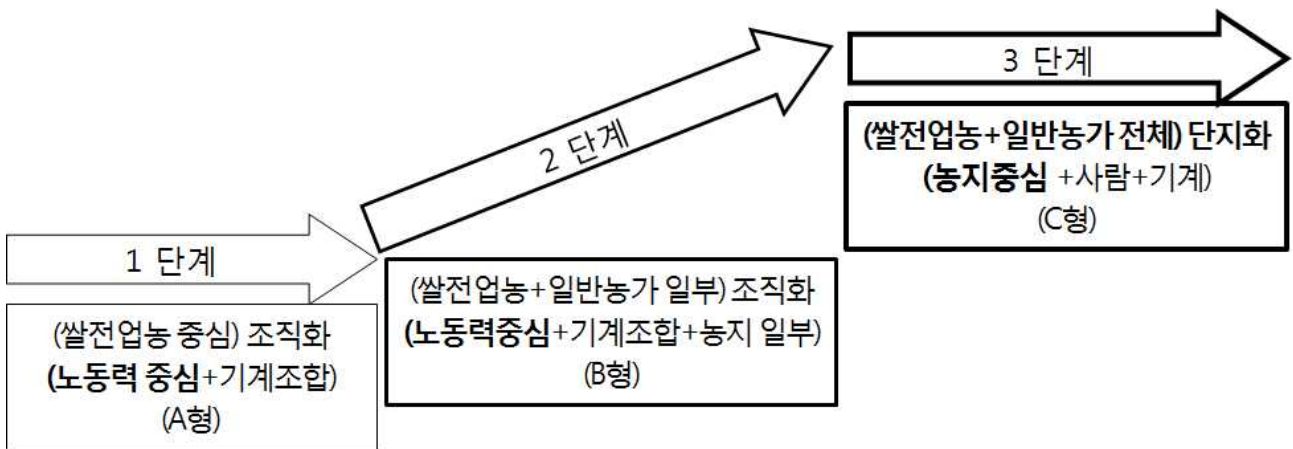 1 단계
(쌀전업농 중심) 조직화
(노동력 중심+기계조합)
(A형)
2 단계
(쌀전업농+일반농가 일부) 조직화
(노동력중심+기계조합+농지 일부)
(B형)
3 단계
(쌀전업농+일반농가 전체) 단지화
(농지중심 +사람+기계)
(C형)